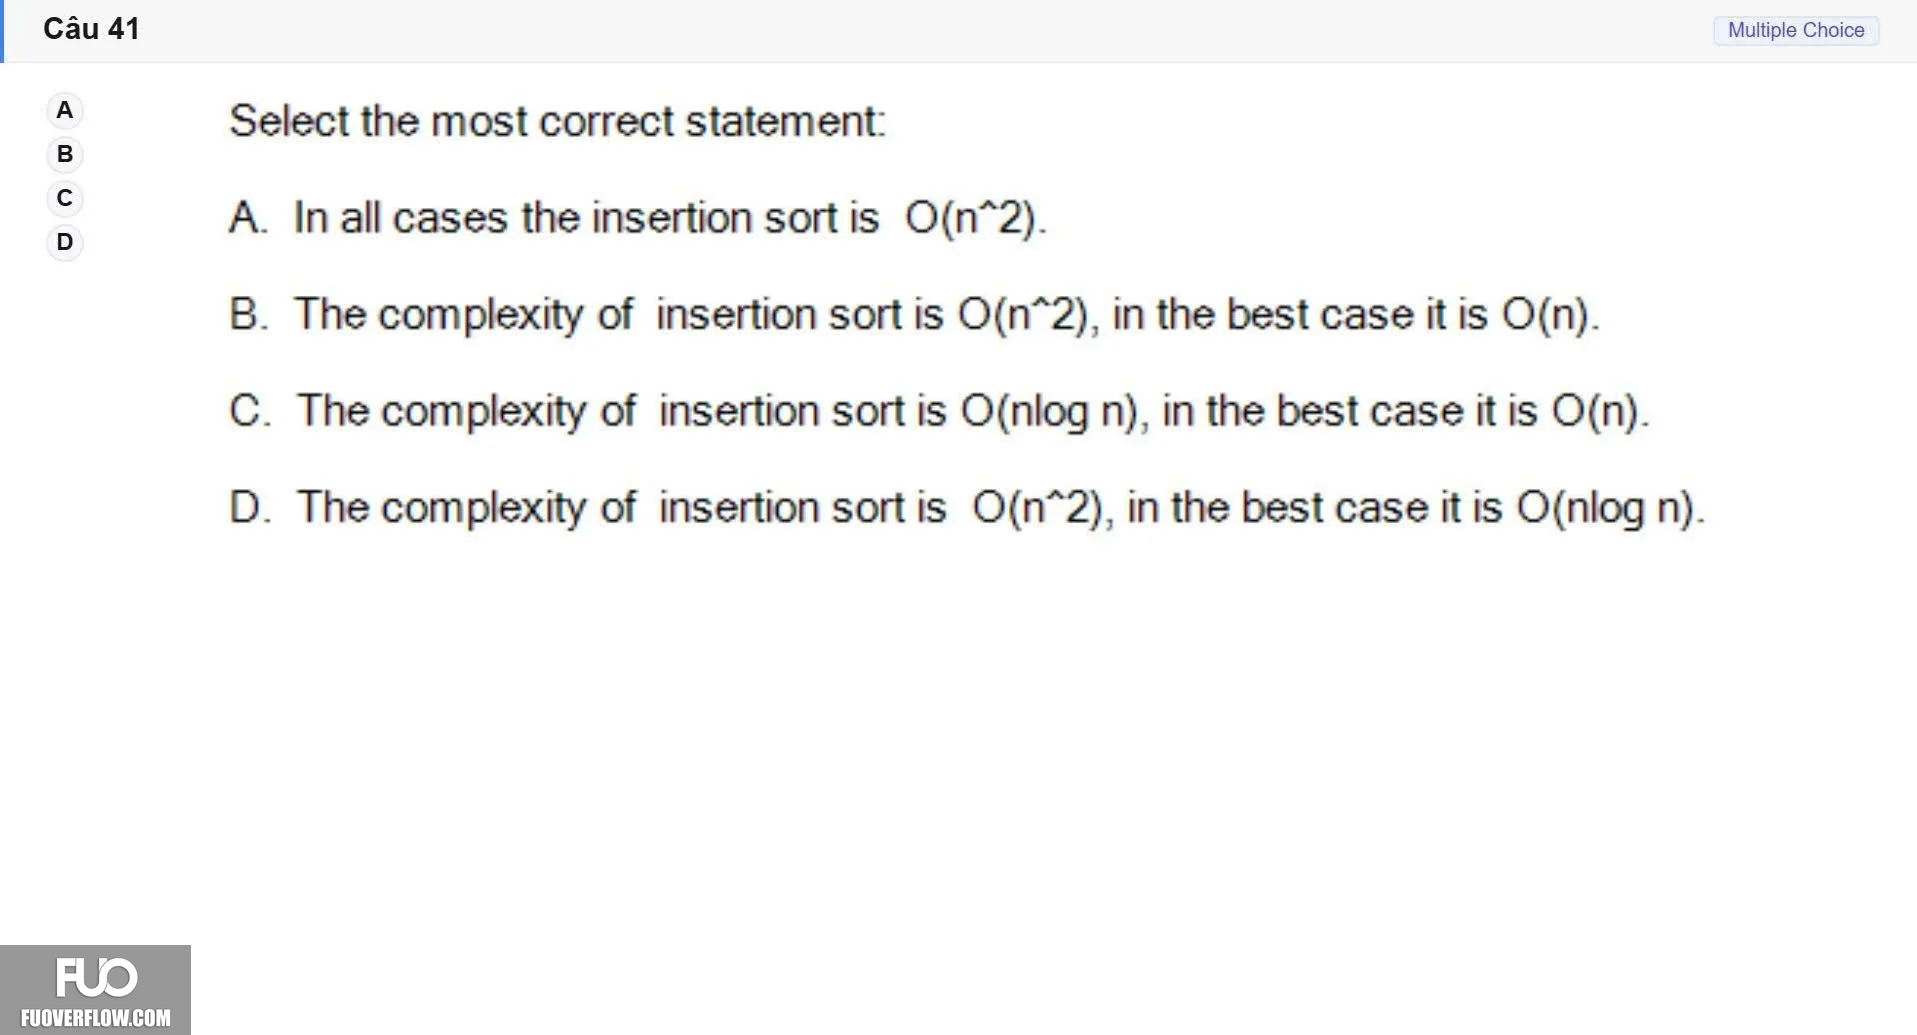 Câu 41
Multiple Choice
A
B
C
D
Select the most correct statement:
A. In all cases the insertion sort is O(n^2).
B. The complexity of insertion sort is O(n^2), in the best case it is O(n).
C. The complexity of insertion sort is O(nlog n), in the best case it is O(n).
D. The complexity of insertion sort is O(n^2), in the best case it is O(nlog n).
FUO
FUOVERFLOW.COM